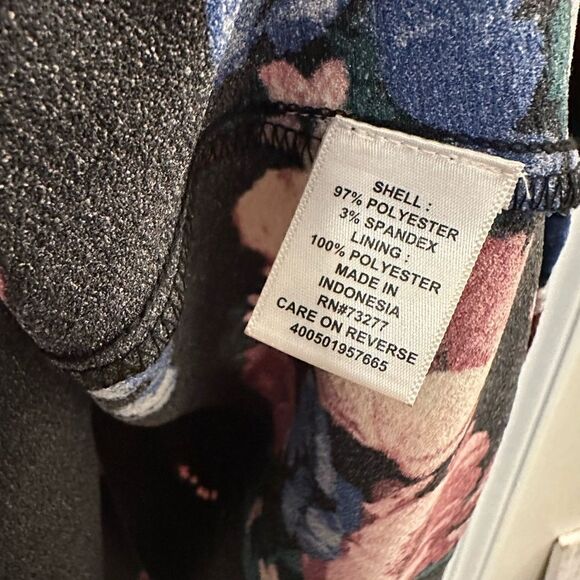 SHELL :
97% POLYESTER
3% SPANDEX
LINING :
100% POLYESTER
MADE IN
INDONESIA
RN#73277
CARE ON REVERSE
400501957665